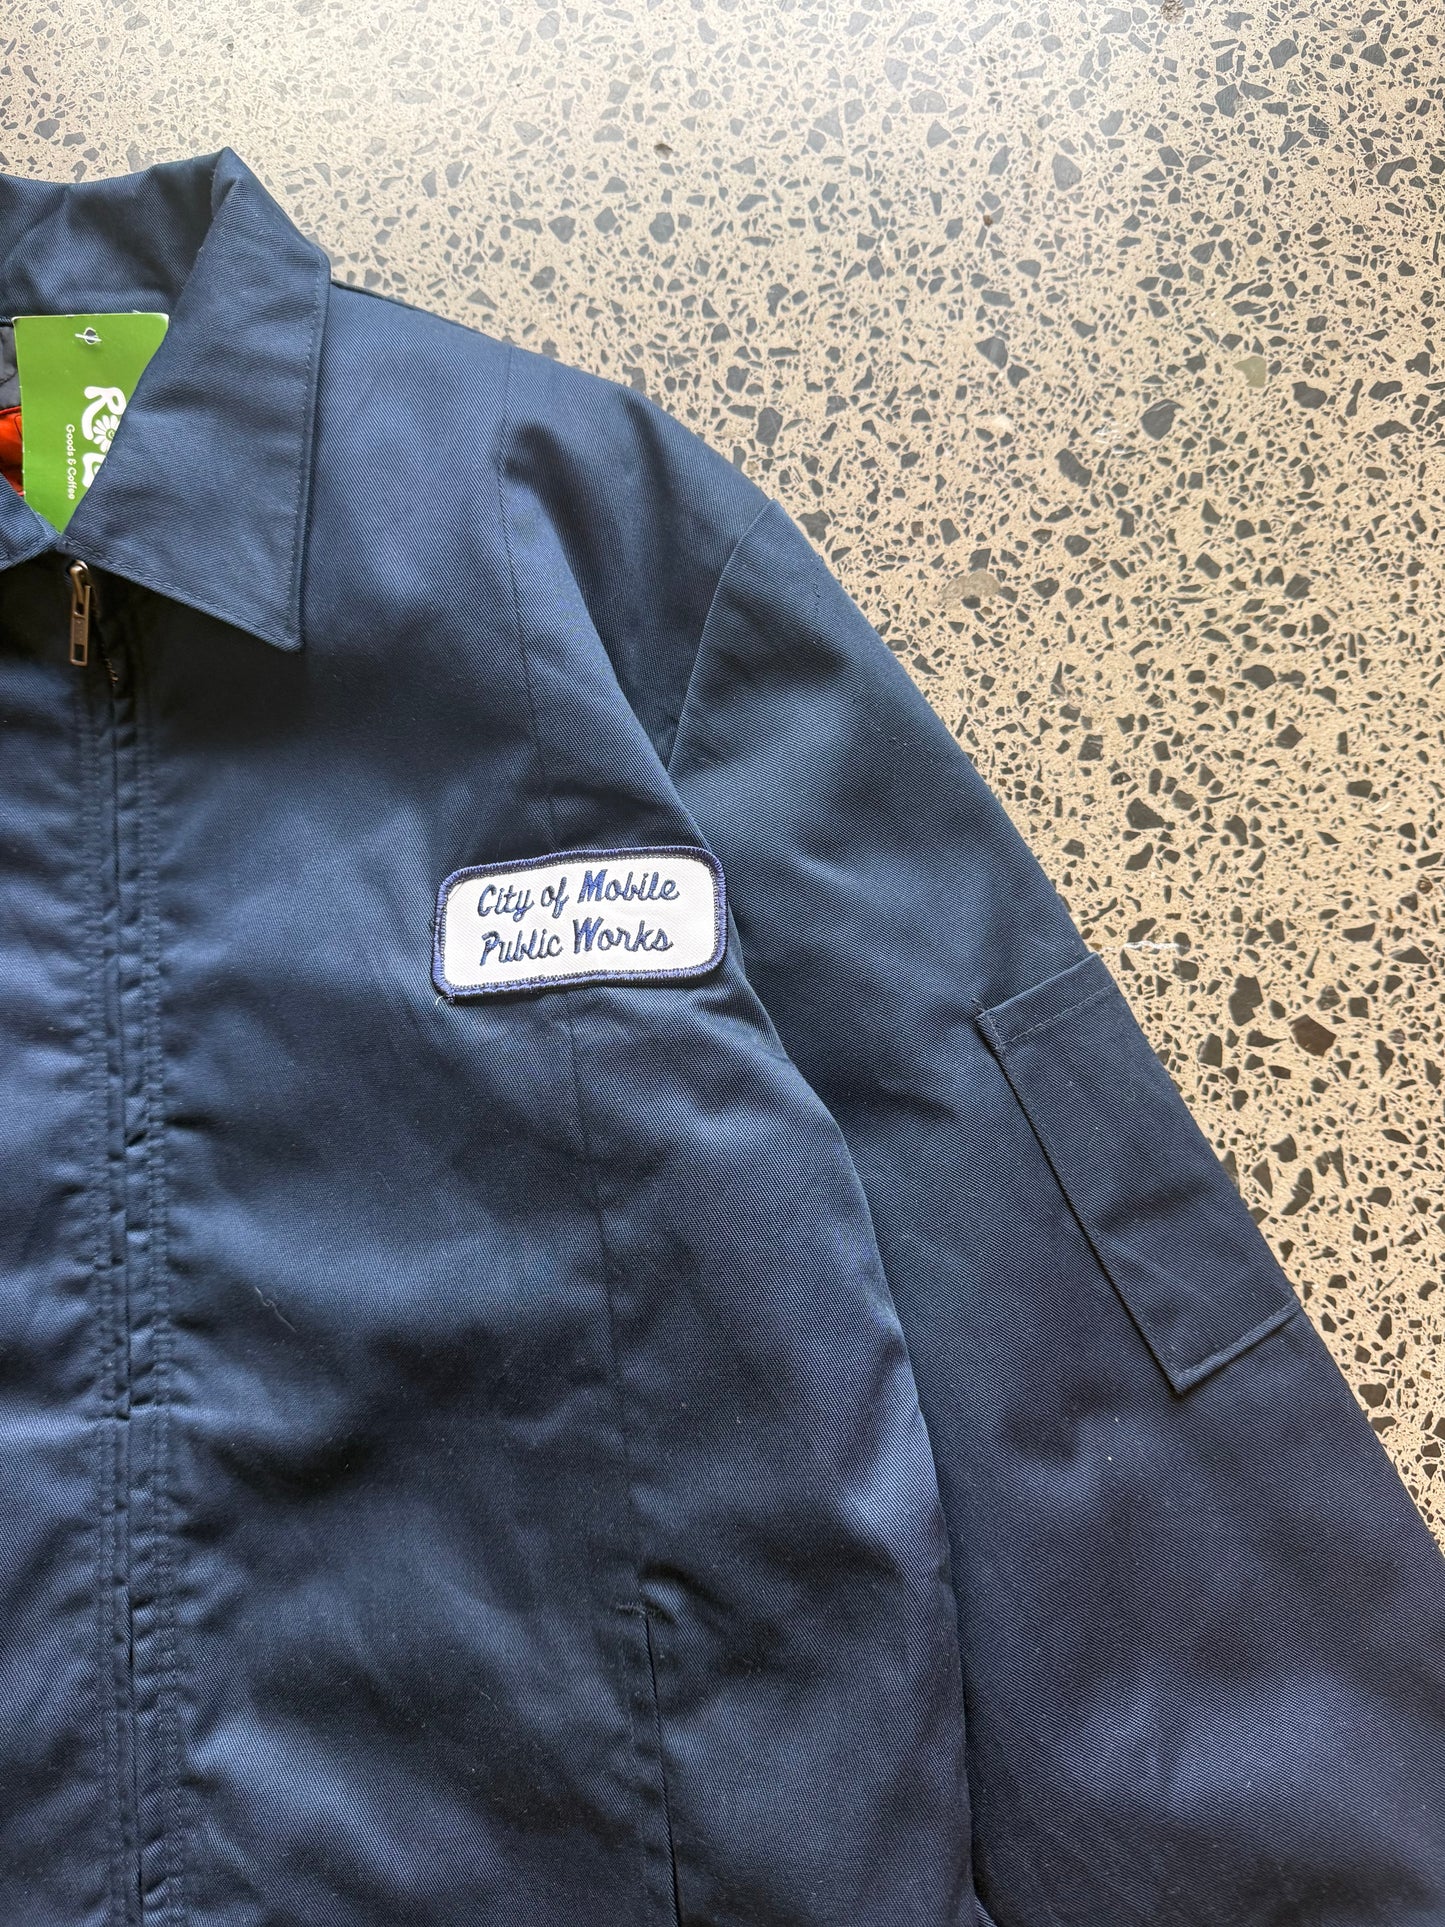 Goods & Coffee
City of Mobile
Public Works